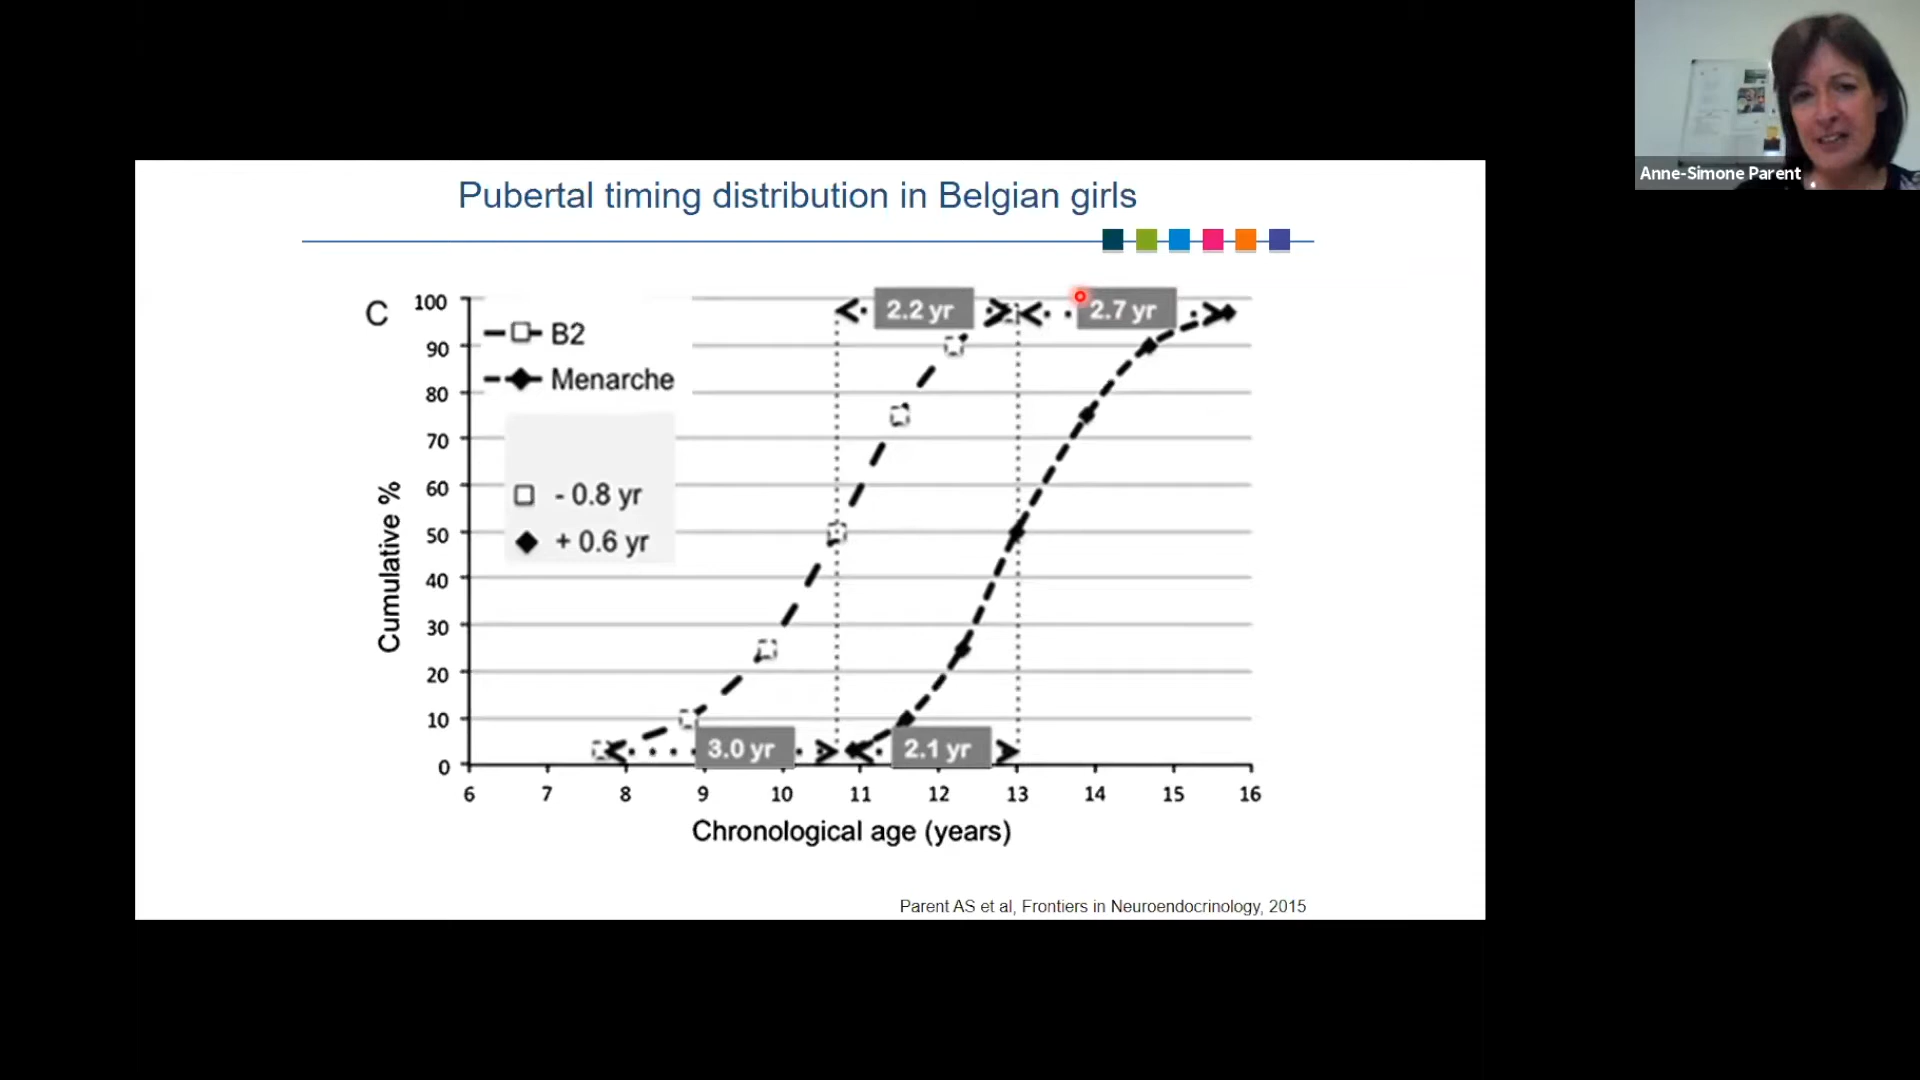 Anne-Simone Parent
Pubertal timing distribution in Belgian girls
C
100
90
80
70
60
50
40
30
20
10
0
Cumulative %
B2
Menarche
- 0.8 yr
+ 0.6 yr
2.2 yr
2.7 yr
3.0 yr
2.1 yr
6 7 8 9 10 11 12 13 14 15 16
Chronological age (years)
Parent AS et al, Frontiers in Neuroendocrinology, 2015